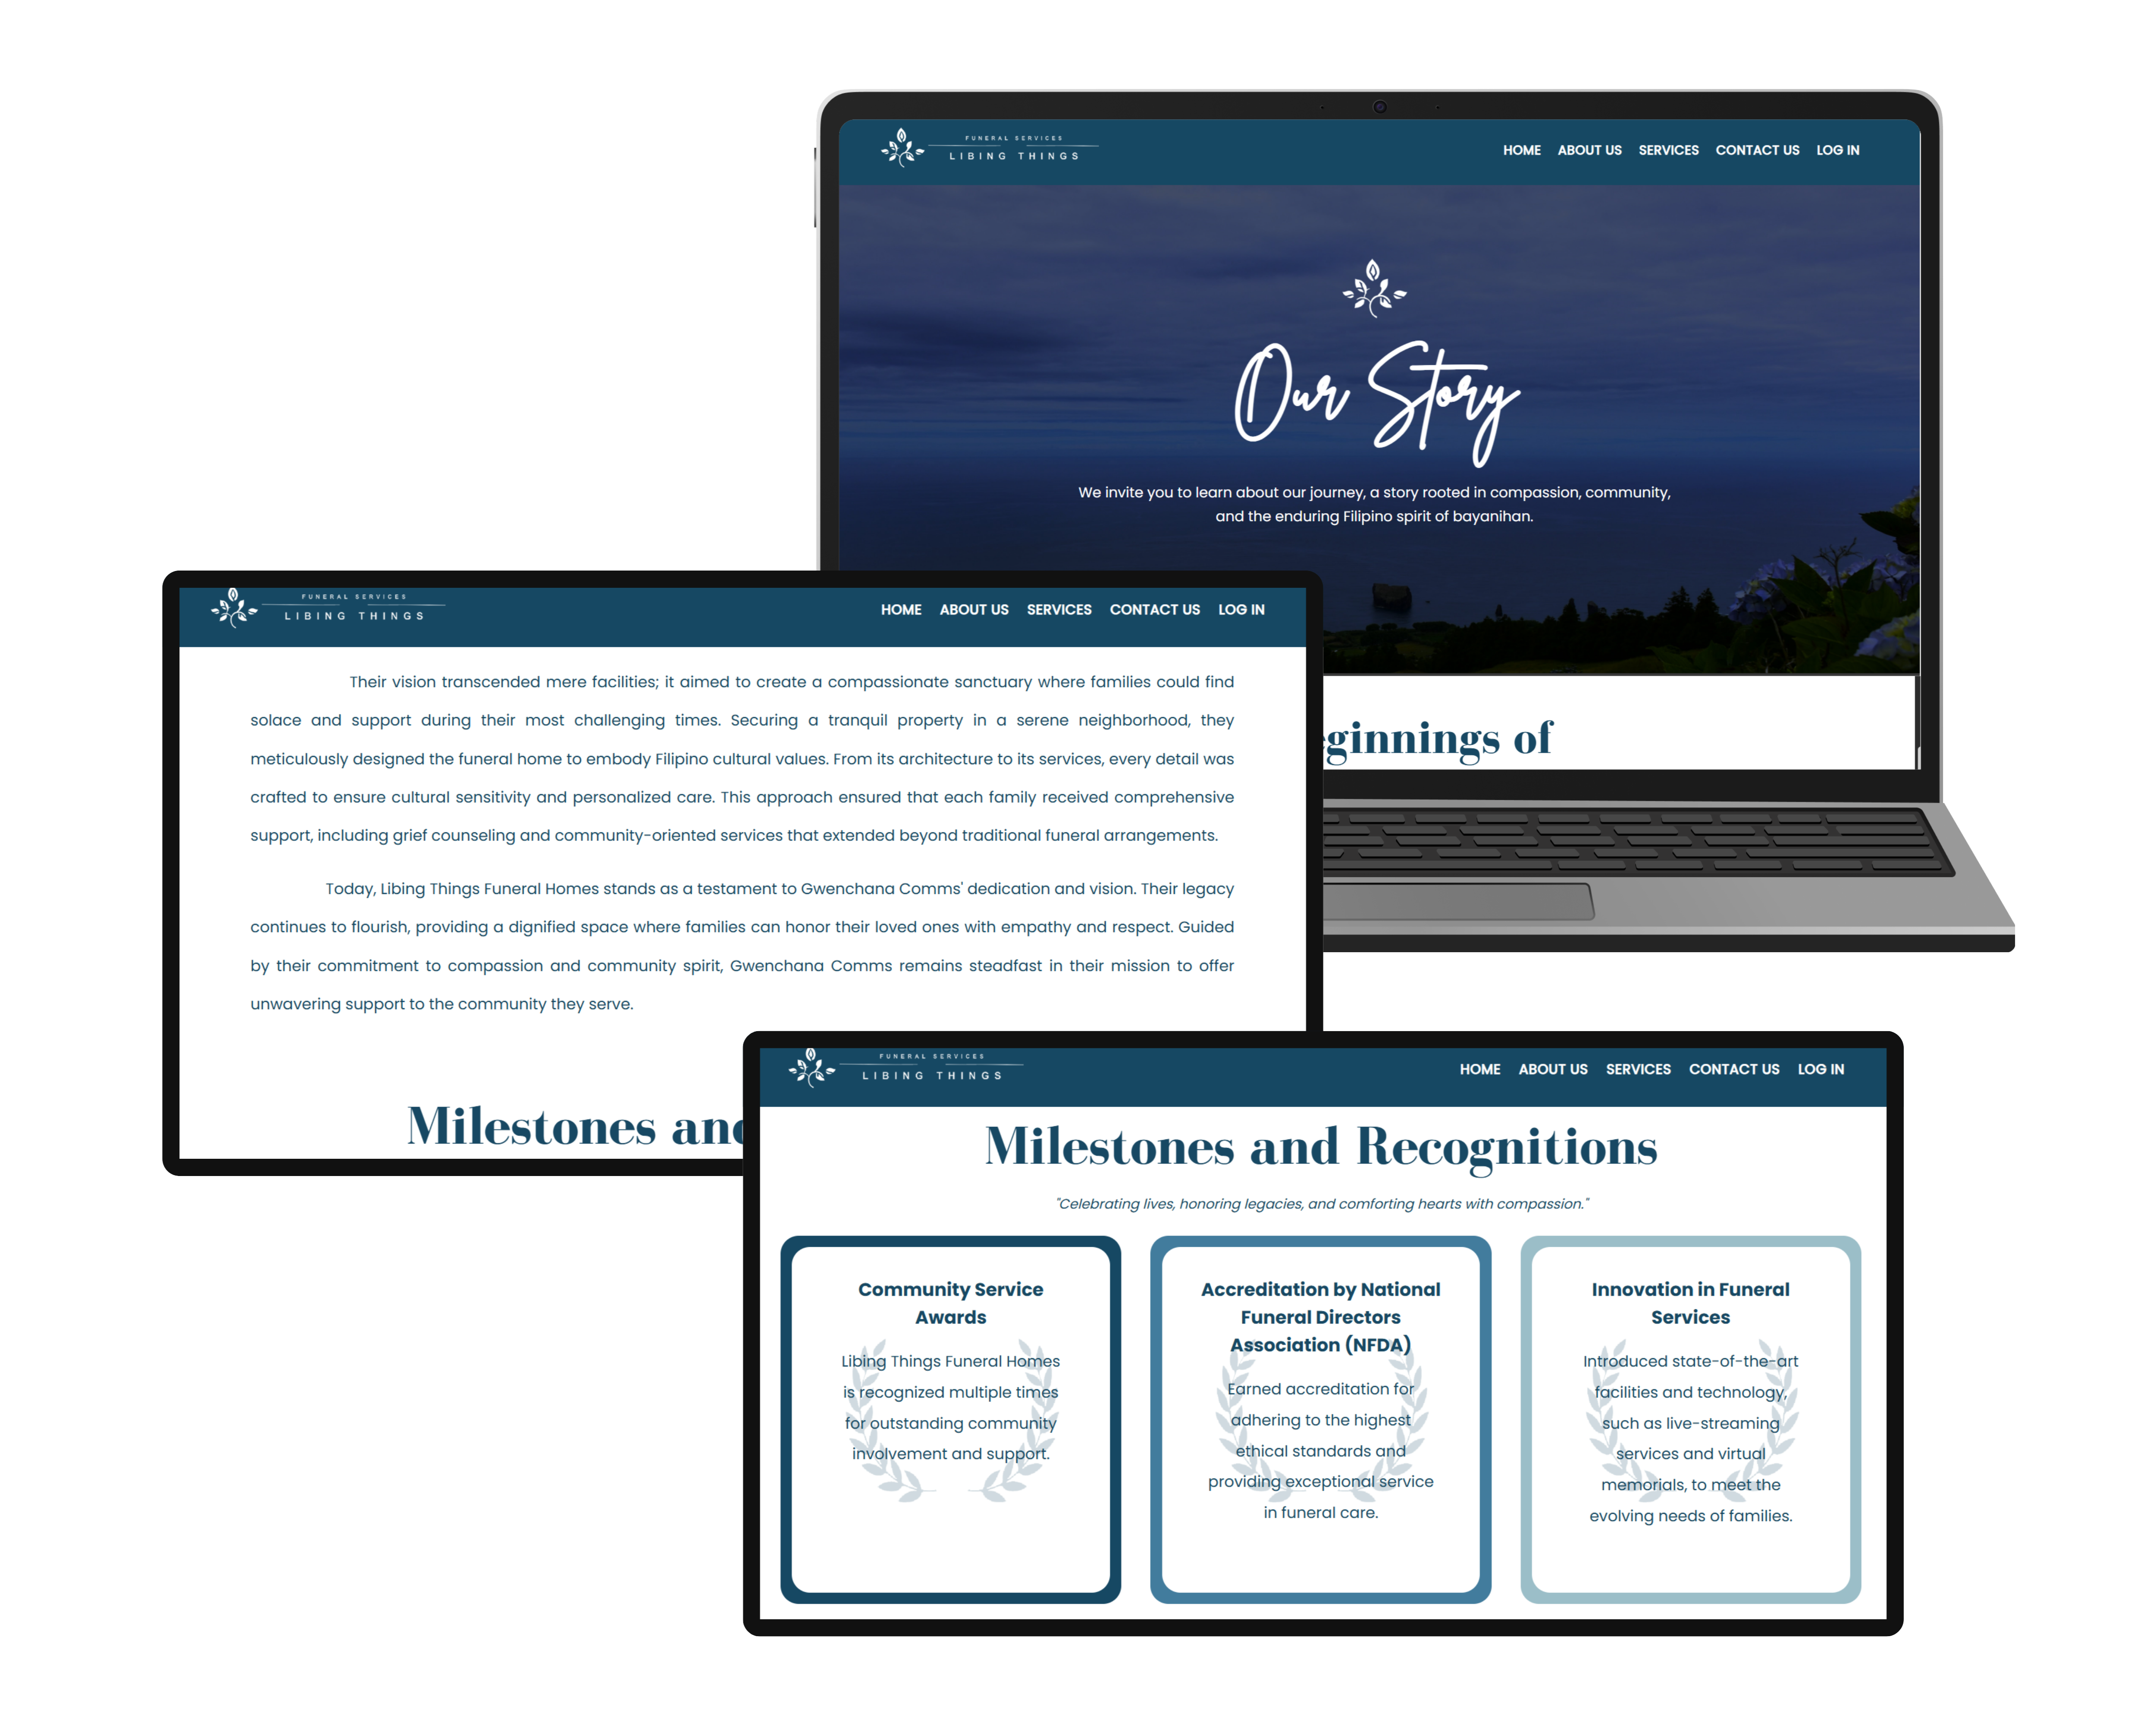 FUNERAL SERVICES
LIBING THINGS
HOME ABOUT US SERVICES CONTACT US LOG IN
Our Story
We invite you to learn about our journey, a story rooted in compassion, community,
and the enduring Filipino spirit of bayanihan.
eginnings of
FUNERAL SERVICES
LIBING THINGS
HOME ABOUT US SERVICES CONTACT US LOG IN
Their vision transcended mere facilities; it aimed to create a compassionate sanctuary where families could find
solace and support during their most challenging times. Securing a tranquil property in a serene neighborhood, they
meticulously designed the funeral home to embody Filipino cultural values. From its architecture to its services, every detail was
crafted to ensure cultural sensitivity and personalized care. This approach ensured that each family received comprehensive
support, including grief counseling and community-oriented services that extended beyond traditional funeral arrangements.
Today, Libing Things Funeral Homes stands as a testament to Gwenchana Comms' dedication and vision. Their legacy
continues to flourish, providing a dignified space where families can honor their loved ones with empathy and respect. Guided
by their commitment to compassion and community spirit, Gwenchana Comms remains steadfast in their mission to offer
unwavering support to the community they serve.
Milestones and
FUNERAL SERVICES
LIBING THINGS
HOME ABOUT US SERVICES CONTACT US LOG IN
Milestones and Recognitions
"Celebrating lives, honoring legacies, and comforting hearts with compassion."
Community Service
Awards
Libing Things Funeral Homes
is recognized multiple times
for outstanding community
involvement and support.
Accreditation by National
Funeral Directors
Association (NFDA)
Earned accreditation for
adhering to the highest
ethical standards and
providing exceptional service
in funeral care.
Innovation in Funeral
Services
Introduced state-of-the-art
facilities and technology,
such as live-streaming
services and virtual
memorials, to meet the
evolving needs of families.